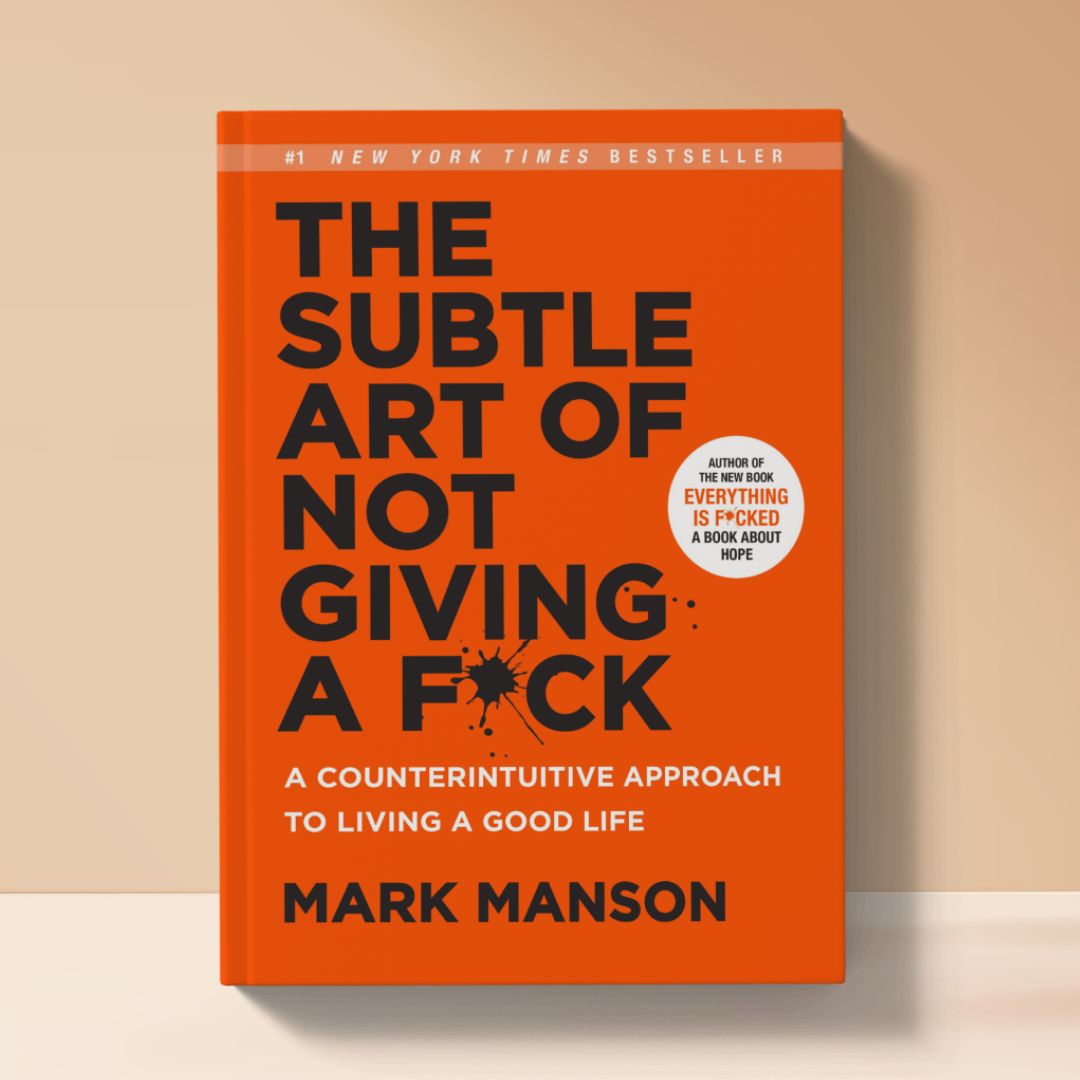 #1 NEW YORK TIMES BESTSELLER
THE
SUBTLE
ART OF
NOT
GIVING
A F*CK
AUTHOR OF
THE NEW BOOK
EVERYTHING
IS F*CKED
A BOOK ABOUT
HOPE
A COUNTERINTUITIVE APPROACH
TO LIVING A GOOD LIFE
MARK MANSON